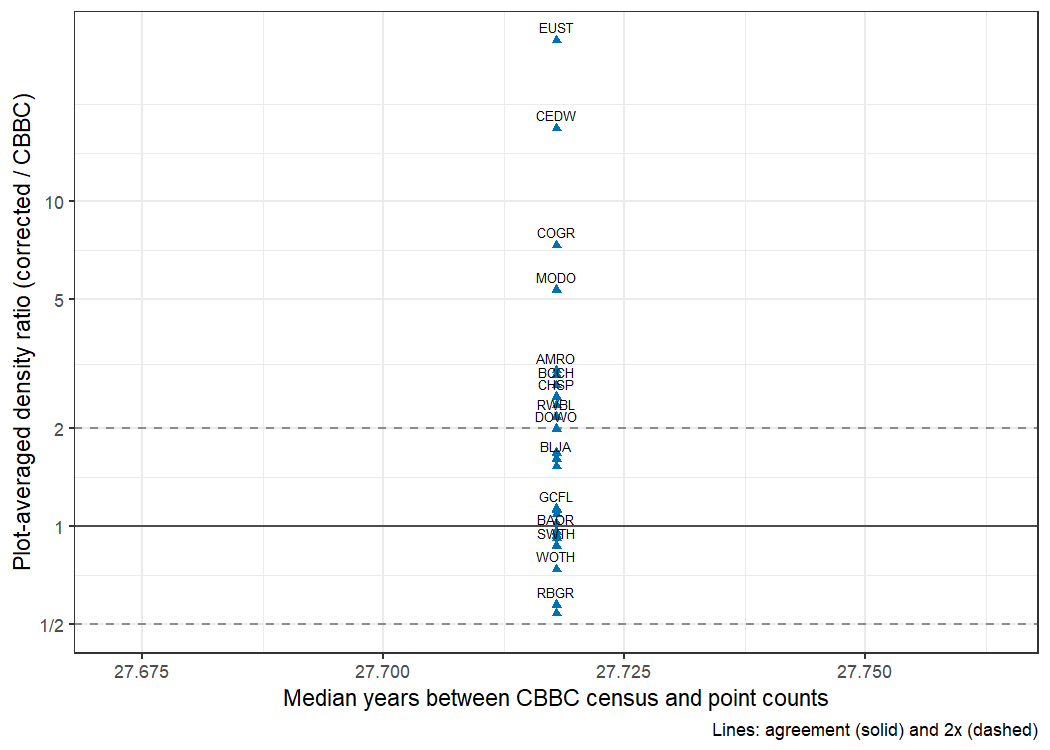 EUST
CEDW
COGR
MODO
AMRO
BCCH
CHSP
RWBL
DOWO
BLJA
GCFL
BAOR
SWTH
WOTH
RBGR
10
5
2
1
1/2
Plot-averaged density ratio (corrected / CBBC)
27.675
27.700
27.725
27.750
Median years between CBBC census and point counts
Lines: agreement (solid) and 2x (dashed)